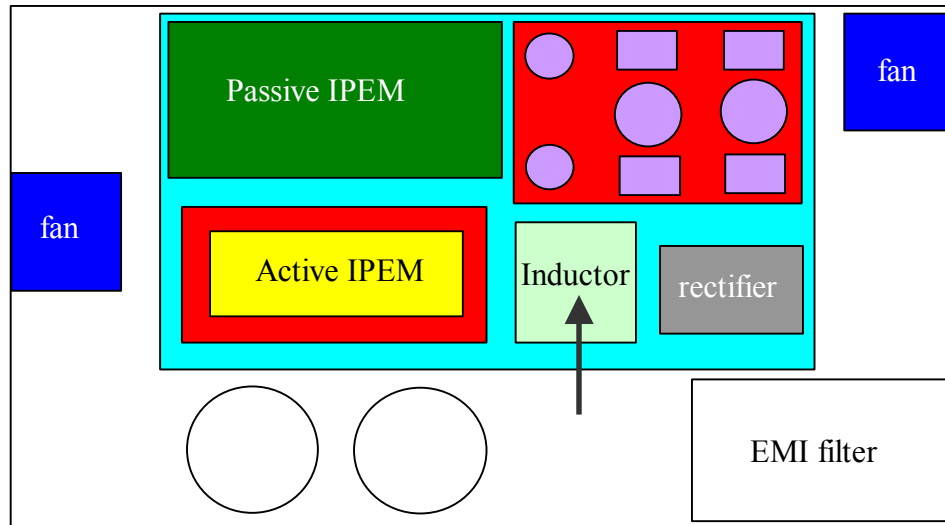 Passive IPEM
fan
fan
Active IPEM
Inductor
rectifier
EMI filter